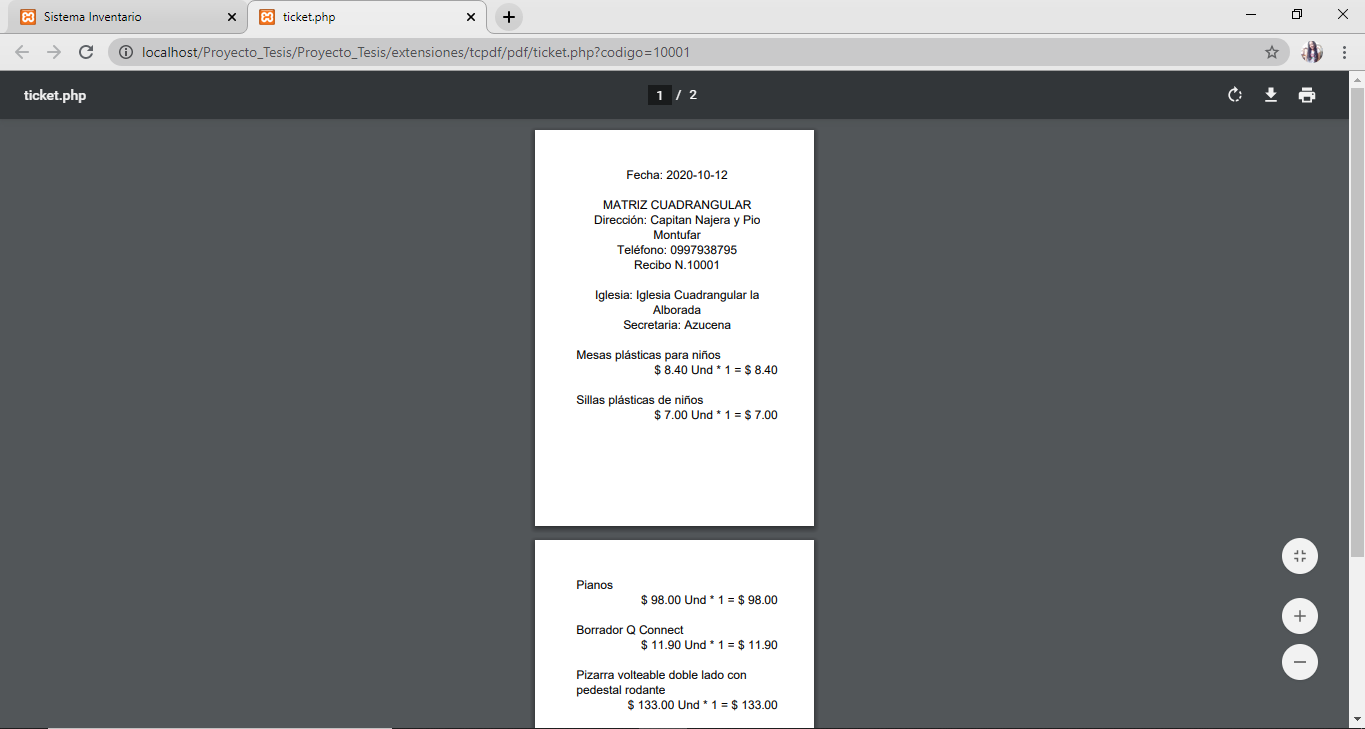 Sistema Inventario
ticket.php
localhost/Proyecto_Tesis/Proyecto_Tesis/extensiones/tcpdf/pdf/ticket.php?codigo=10001
ticket.php
1 / 2
Fecha: 2020-10-12
MATRIZ CUADRANGULAR
Dirección: Capitan Najera y Pio
Montufar
Teléfono: 0997938795
Recibo N.10001
Iglesia: Iglesia Cuadrangular la
Alborada
Secretaria: Azucena
Mesas plásticas para niños
$ 8.40 Und * 1 = $ 8.40
Sillas plásticas de niños
$ 7.00 Und * 1 = $ 7.00
Pianos
$ 98.00 Und * 1 = $ 98.00
Borrador Q Connect
$ 11.90 Und * 1 = $ 11.90
Pizarra volteable doble lado con
pedestal rodante
$ 133.00 Und * 1 = $ 133.00